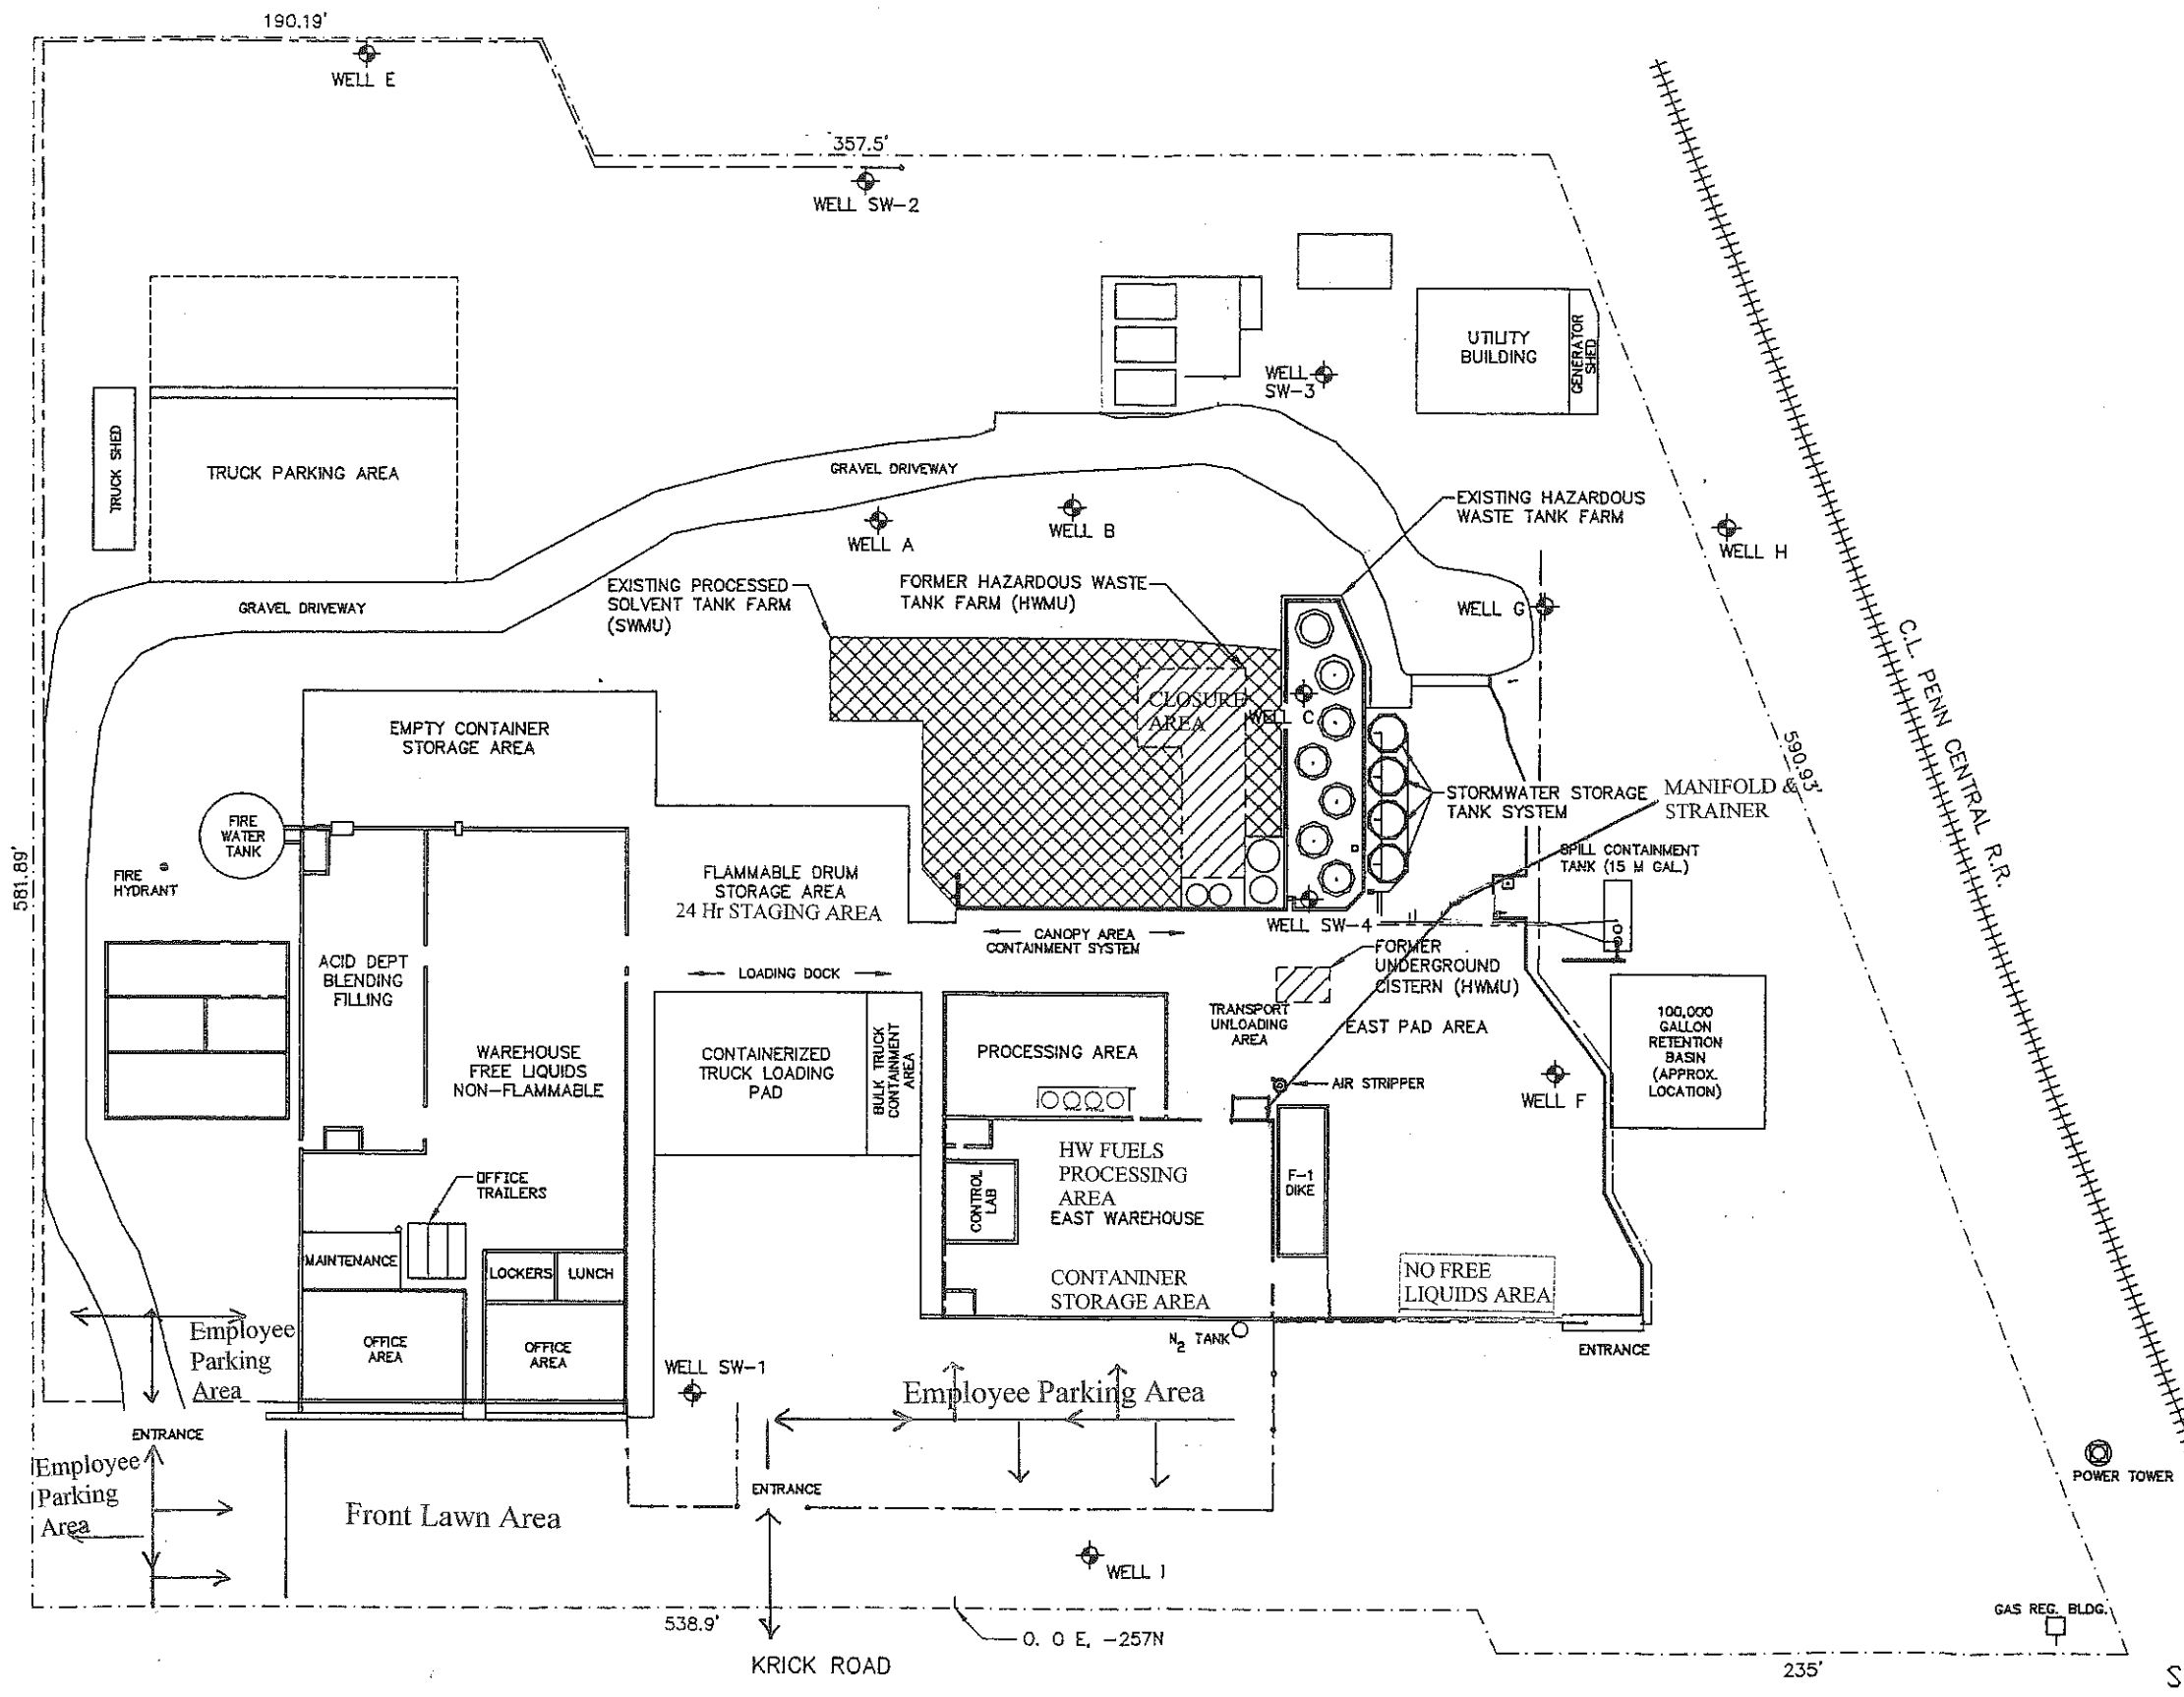 190.19'
WELL E
357.5'
WELL SW-2
UTILITY
BUILDING
GENERATOR
SHED
WELL
SW-3
TRUCK SHED
TRUCK PARKING AREA
GRAVEL DRIVEWAY
EXISTING HAZARDOUS
WASTE TANK FARM
WELL A
WELL B
WELL H
EXISTING PROCESSED
SOLVENT TANK FARM
(SWMU)
FORMER HAZARDOUS WASTE
TANK FARM (HWMU)
GRAVEL DRIVEWAY
WELL G
C.L. PENN CENTRAL R.R.
590.93'
CLOSURE
AREA
WELL C
EMPTY CONTAINER
STORAGE AREA
STORMWATER STORAGE
TANK SYSTEM
MANIFOLD &
STRAINER
FIRE
WATER
TANK
581.89'
FIRE
HYDRANT
SPILL CONTAINMENT
TANK (15 M GAL.)
FLAMMABLE DRUM
STORAGE AREA
24 Hr STAGING AREA
CANOPY AREA
CONTAINMENT SYSTEM
WELL SW-4
FORMER
UNDERGROUND
CISTERN (HWMU)
ACID DEPT
BLENDING
FILLING
LOADING DOCK
TRANSPORT
UNLOADING
AREA
EAST PAD AREA
100,000
GALLON
RETENTION
BASIN
(APPROX.
LOCATION)
WAREHOUSE
FREE LIQUIDS
NON-FLAMMABLE
CONTAINERIZED
TRUCK LOADING
PAD
BULK TRUCK
CONTAINMENT
AREA
PROCESSING AREA
AIR STRIPPER
WELL F
HW FUELS
PROCESSING
AREA
EAST WAREHOUSE
CONTROL
LAB
F-1
DIKE
OFFICE
TRAILERS
MAINTENANCE
LOCKERS
LUNCH
CONTANINER
STORAGE AREA
NO FREE
LIQUIDS AREA
Employee
Parking
Area
OFFICE
AREA
OFFICE
AREA
N2 TANK
ENTRANCE
WELL SW-1
Employee Parking Area
ENTRANCE
Employee
Parking
Area
Front Lawn Area
ENTRANCE
POWER TOWER
WELL I
538.9'
O. O E, -257N
GAS REG. BLDG.
KRICK ROAD
235'
S